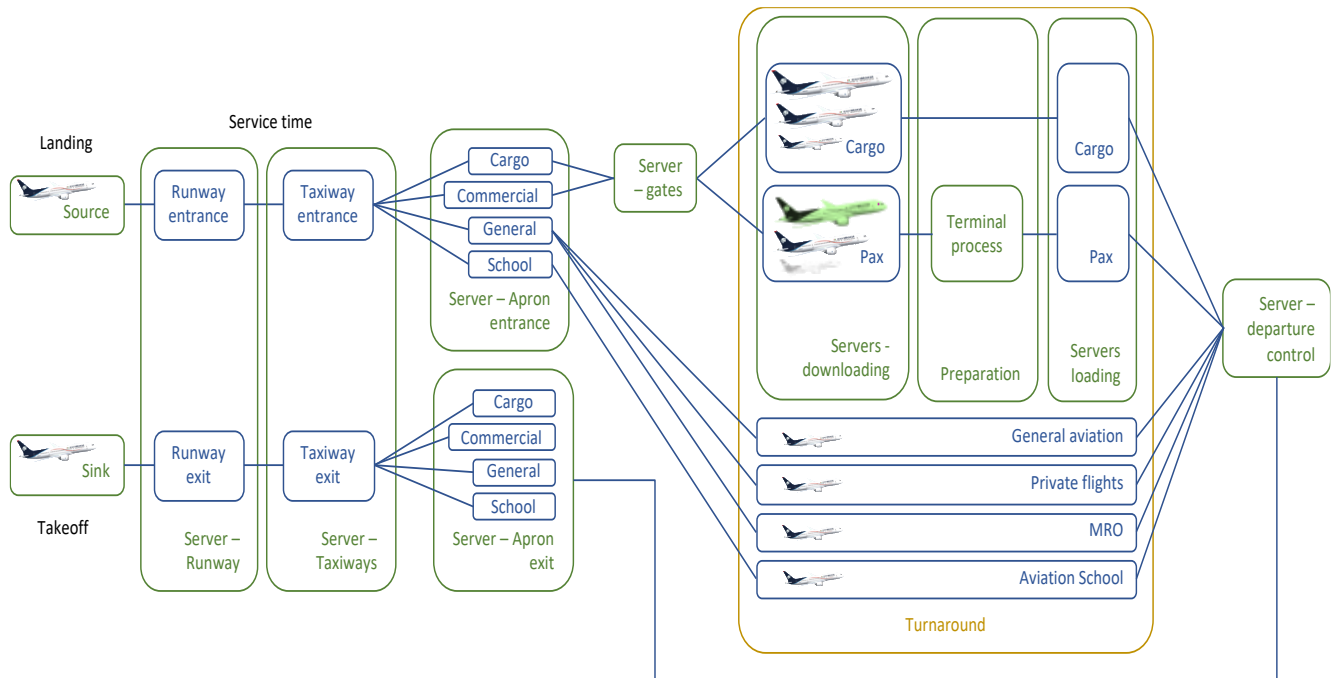 Landing
Service time
Source
Runway
entrance
Taxiway
entrance
Cargo
Commercial
General
School
Server – Apron
entrance
Server
– gates
Cargo
Pax
Servers -
downloading
Terminal
process
Preparation
Cargo
Pax
Servers
loading
Server –
departure
control
Sink
Takeoff
Runway
exit
Server –
Runway
Taxiway
exit
Server –
Taxiways
Cargo
Commercial
General
School
Server – Apron
exit
General aviation
Private flights
MRO
Aviation School
Turnaround